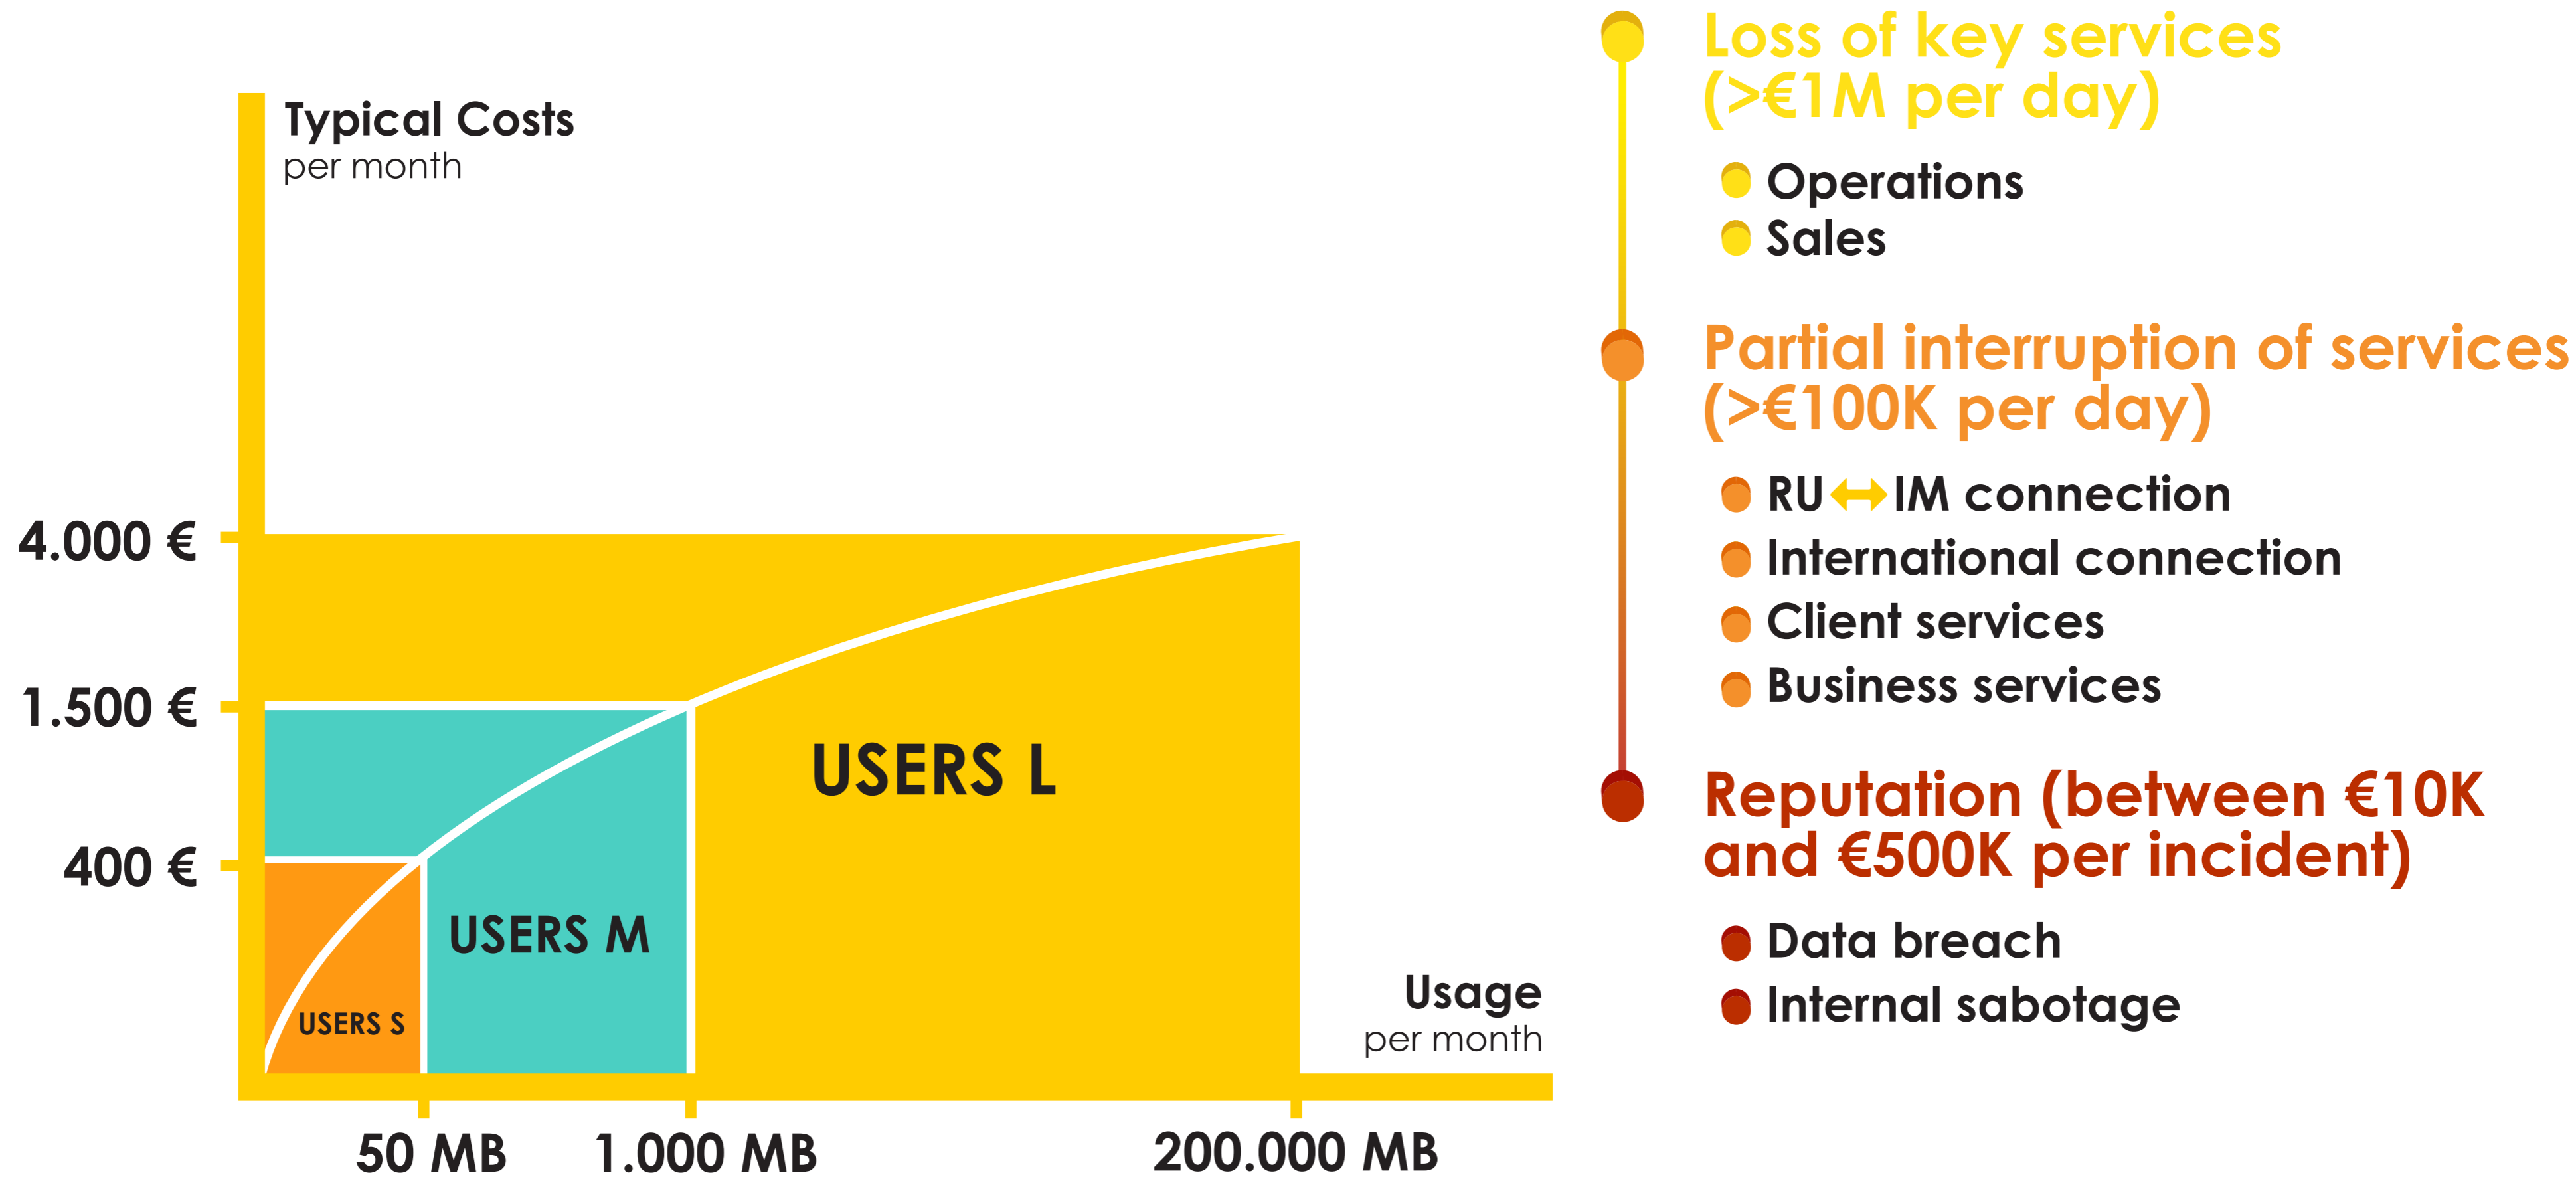 Typical Costs
per month
4.000 €
1.500 €
400 €
USERS L
USERS M
USERS S
Usage
per month
50 MB
1.000 MB
200.000 MB
Loss of key services
(>€1M per day)
Operations
Sales
Partial interruption of services
(>€100K per day)
RU IM connection
International connection
Client services
Business services
Reputation (between €10K
and €500K per incident)
Data breach
Internal sabotage